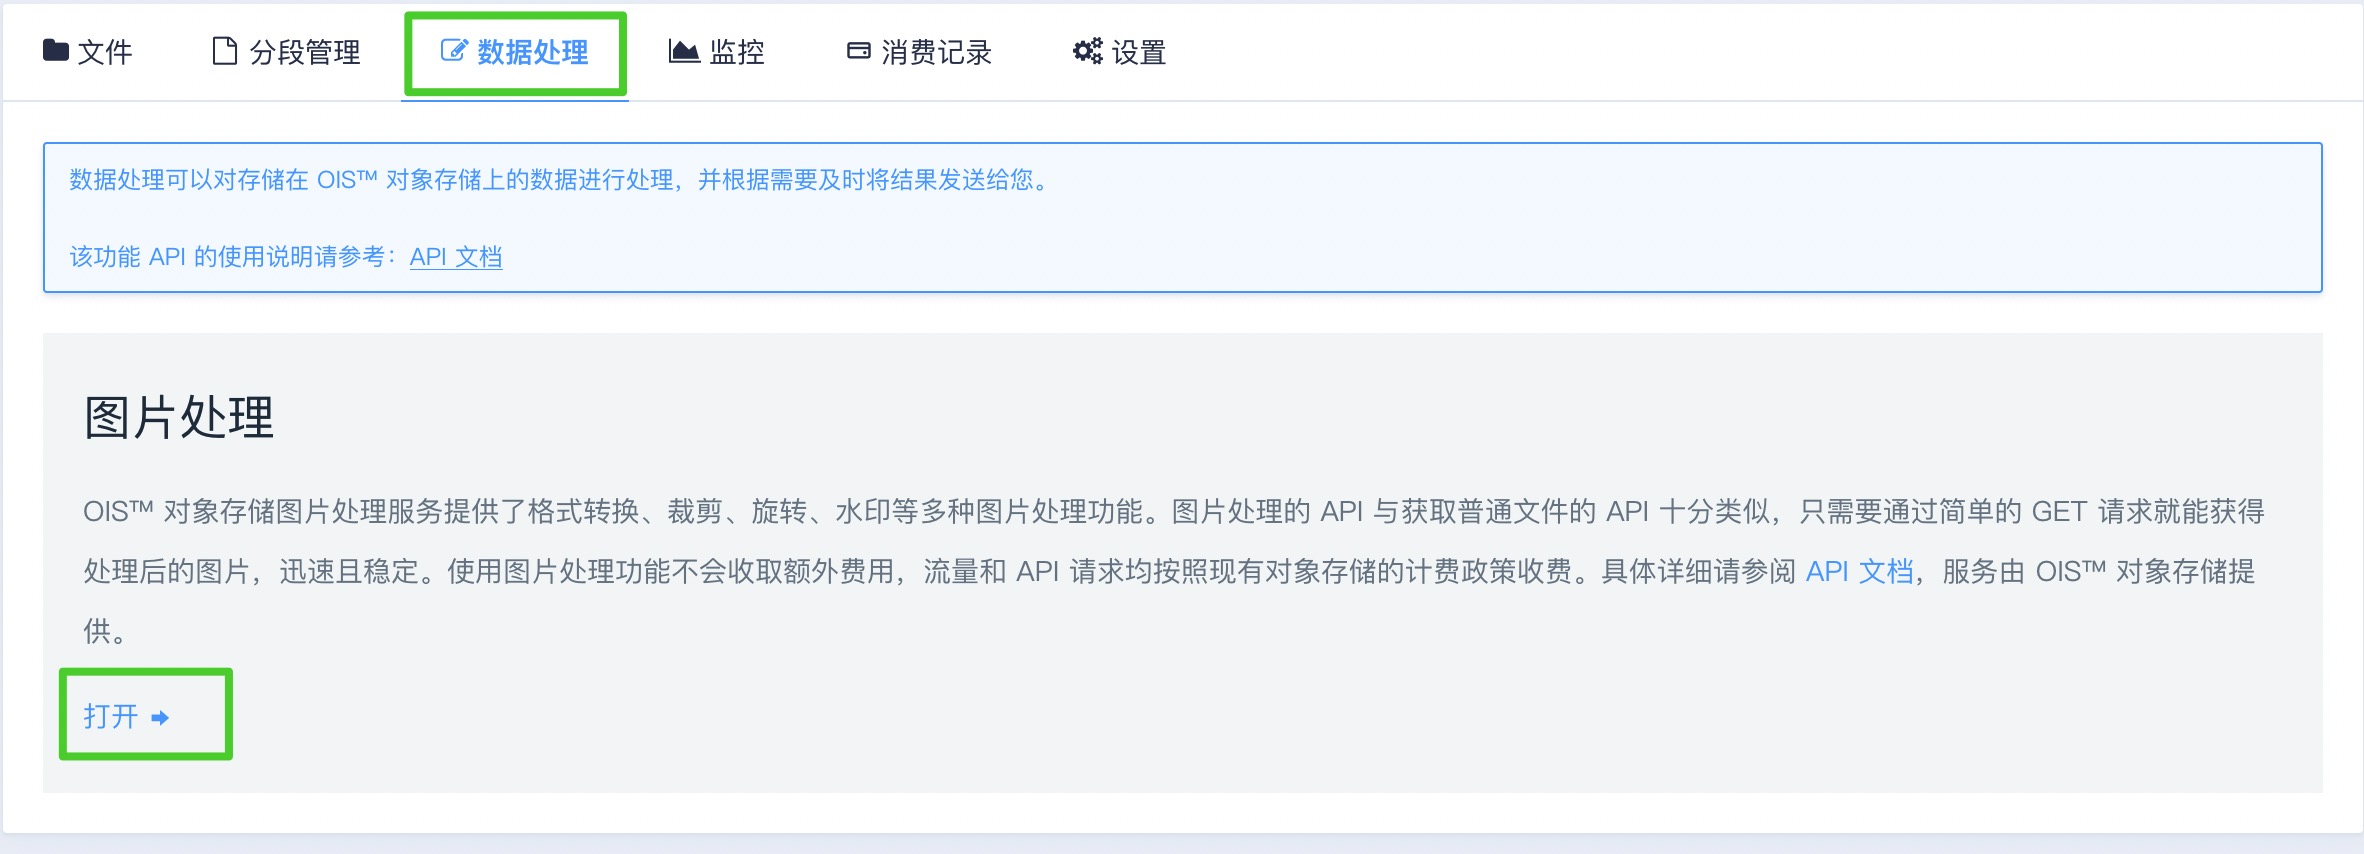 文件 分段管理 数据处理 监控 消费记录 设置
数据处理可以对存储在 OIS™ 对象存储上的数据进行处理，并根据需要及时将结果发送给您。
该功能 API 的使用说明请参考：API 文档
图片处理
OIS™ 对象存储图片处理服务提供了格式转换、裁剪、旋转、水印等多种图片处理功能。图片处理的 API 与获取普通文件的 API 十分类似，只需要通过简单的 GET 请求就能获得
处理后的图片，迅速且稳定。使用图片处理功能不会收取额外费用，流量和 API 请求均按照现有对象存储的计费政策收费。具体详细请参阅 API 文档，服务由 OIS™ 对象存储提
供。
打开